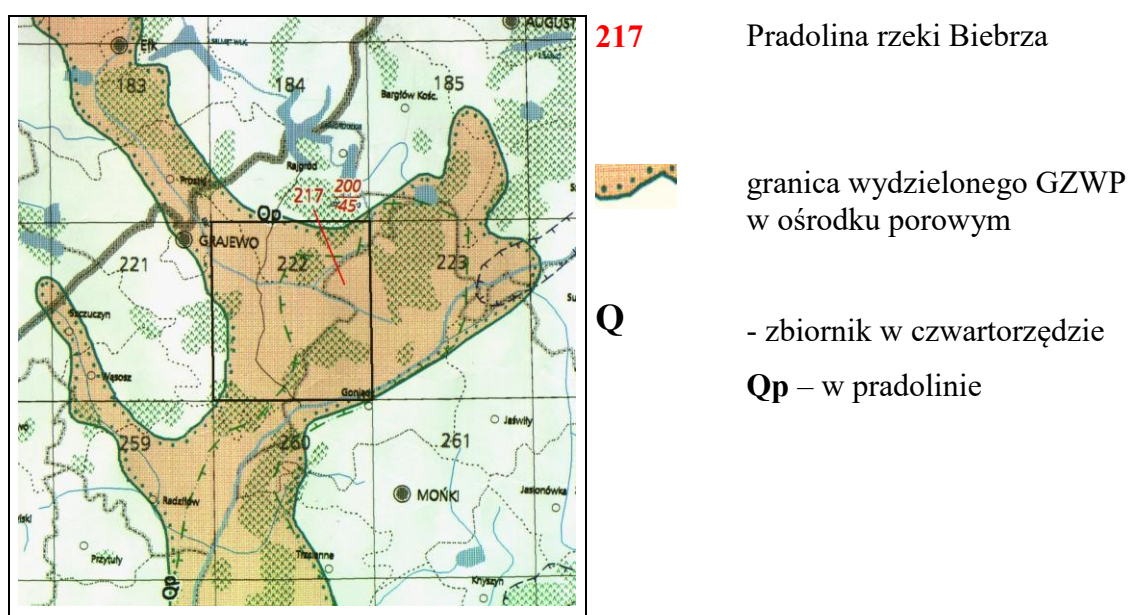 EŁK
AUGUST
183
184
185
Bargłów Kośc.
Rajgród
Prostki
217
200
45
Qp
GRAJEWO
221
222
223
Szczuczyn
Wąsosz
Goniądz
Jaświły
259
260
261
Radziłów
MOŃKI
Jasionówka
Przytuły
Trzcianne
Knyszyn
Qp
217 Pradolina rzeki Biebrza
granica wydzielonego GZWP
w ośrodku porowym
Q - zbiornik w czwartorzędzie
Qp – w pradolinie